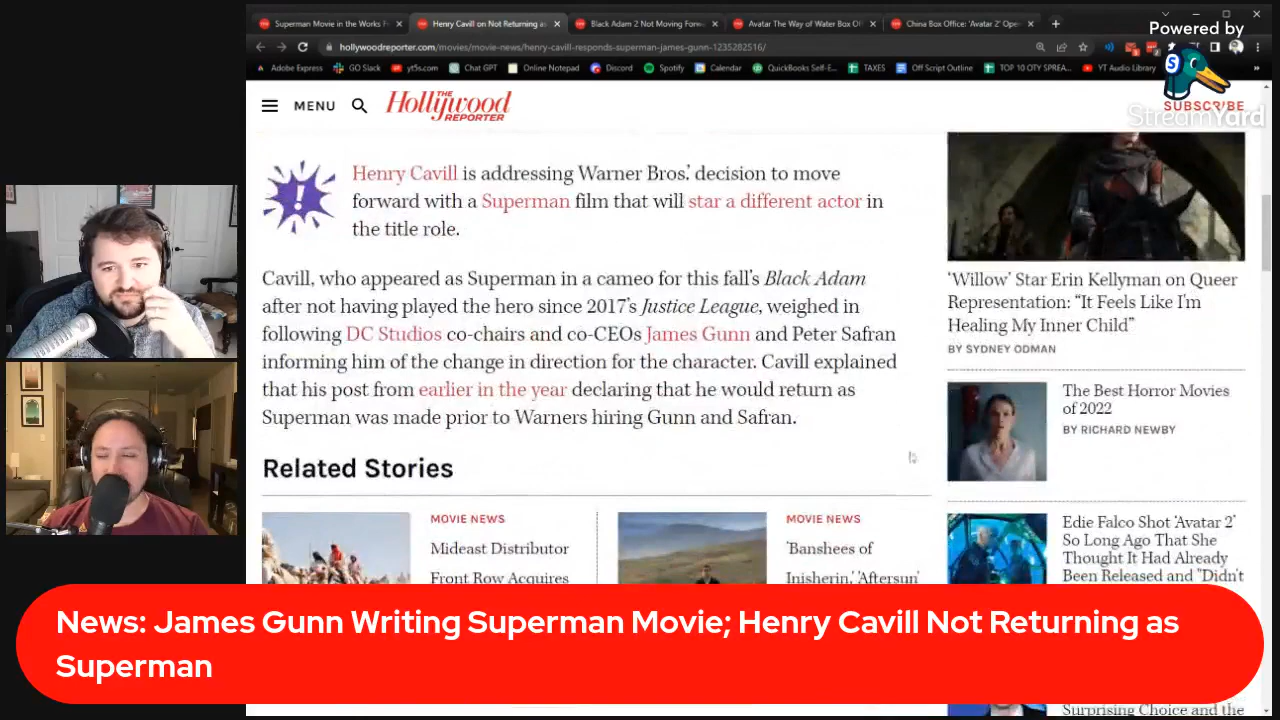 Superman Movie in the Works F
Henry Cavill on Not Returning as
Black Adam 2 Not Moving Forw
Avatar The Way of Water Box O
China Box Office: 'Avatar 2' Ope
hollywoodreporter.com/movies/movie-news/henry-cavill-responds-superman-james-gunn-1235282516/
Adobe Express
GO Slack
yt5s.com
Chat GPT
Online Notepad
Discord
Spotify
Calendar
QuickBooks Self-E...
TAXES
Off Script Outline
TOP 10 OTY SPREA...
YT Audio Library
Powered by
StreamYard
MENU
THE
Hollywood
REPORTER
SUBSCRIBE
Henry Cavill is addressing Warner Bros.' decision to move
forward with a Superman film that will star a different actor in
the title role.
Cavill, who appeared as Superman in a cameo for this fall's Black Adam
after not having played the hero since 2017's Justice League, weighed in
following DC Studios co-chairs and co-CEOs James Gunn and Peter Safran
informing him of the change in direction for the character. Cavill explained
that his post from earlier in the year declaring that he would return as
Superman was made prior to Warners hiring Gunn and Safran.
Related Stories
MOVIE NEWS
Mideast Distributor
Front Row Acquires
MOVIE NEWS
'Banshees of
Inisherin,' 'Aftersun'
'Willow' Star Erin Kellyman on Queer
Representation: "It Feels Like I'm
Healing My Inner Child"
BY SYDNEY ODMAN
The Best Horror Movies
of 2022
BY RICHARD NEWBY
Edie Falco Shot 'Avatar 2'
So Long Ago That She
Thought It Had Already
Been Released and "Didn't
Surprising Choice and the
News: James Gunn Writing Superman Movie; Henry Cavill Not Returning as
Superman